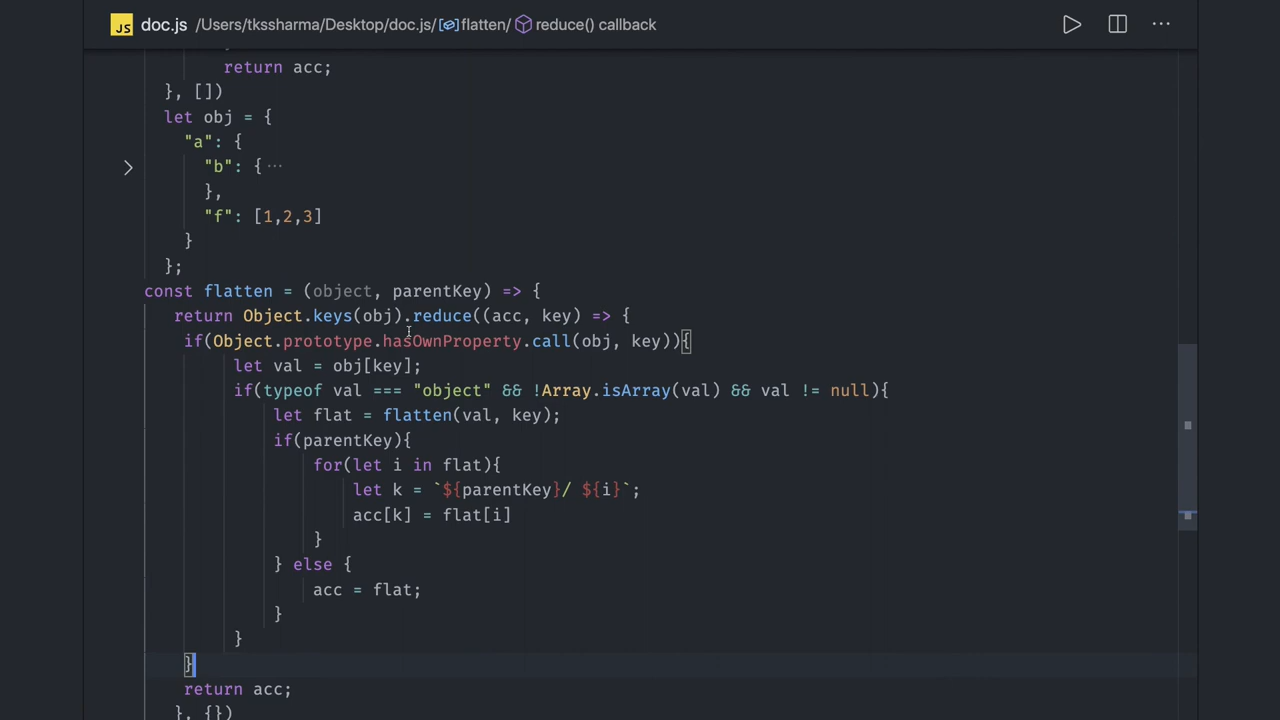 JS doc.js /Users/tkssharma/Desktop/doc.js/flatten/ reduce() callback
return acc;
}, [])
let obj = {
"a": {
"b": { ···
},
"f": [1,2,3]
}
};
const flatten = (object, parentKey) => {
return Object.keys(obj).reduce((acc, key) => {
if(Object.prototype.hasOwnProperty.call(obj, key)){
let val = obj[key];
if(typeof val === "object" && !Array.isArray(val) && val != null){
let flat = flatten(val, key);
if(parentKey){
for(let i in flat){
let k = `${parentKey}/ ${i}`;
acc[k] = flat[i]
}
} else {
acc = flat;
}
}
}
return acc;
}, {})